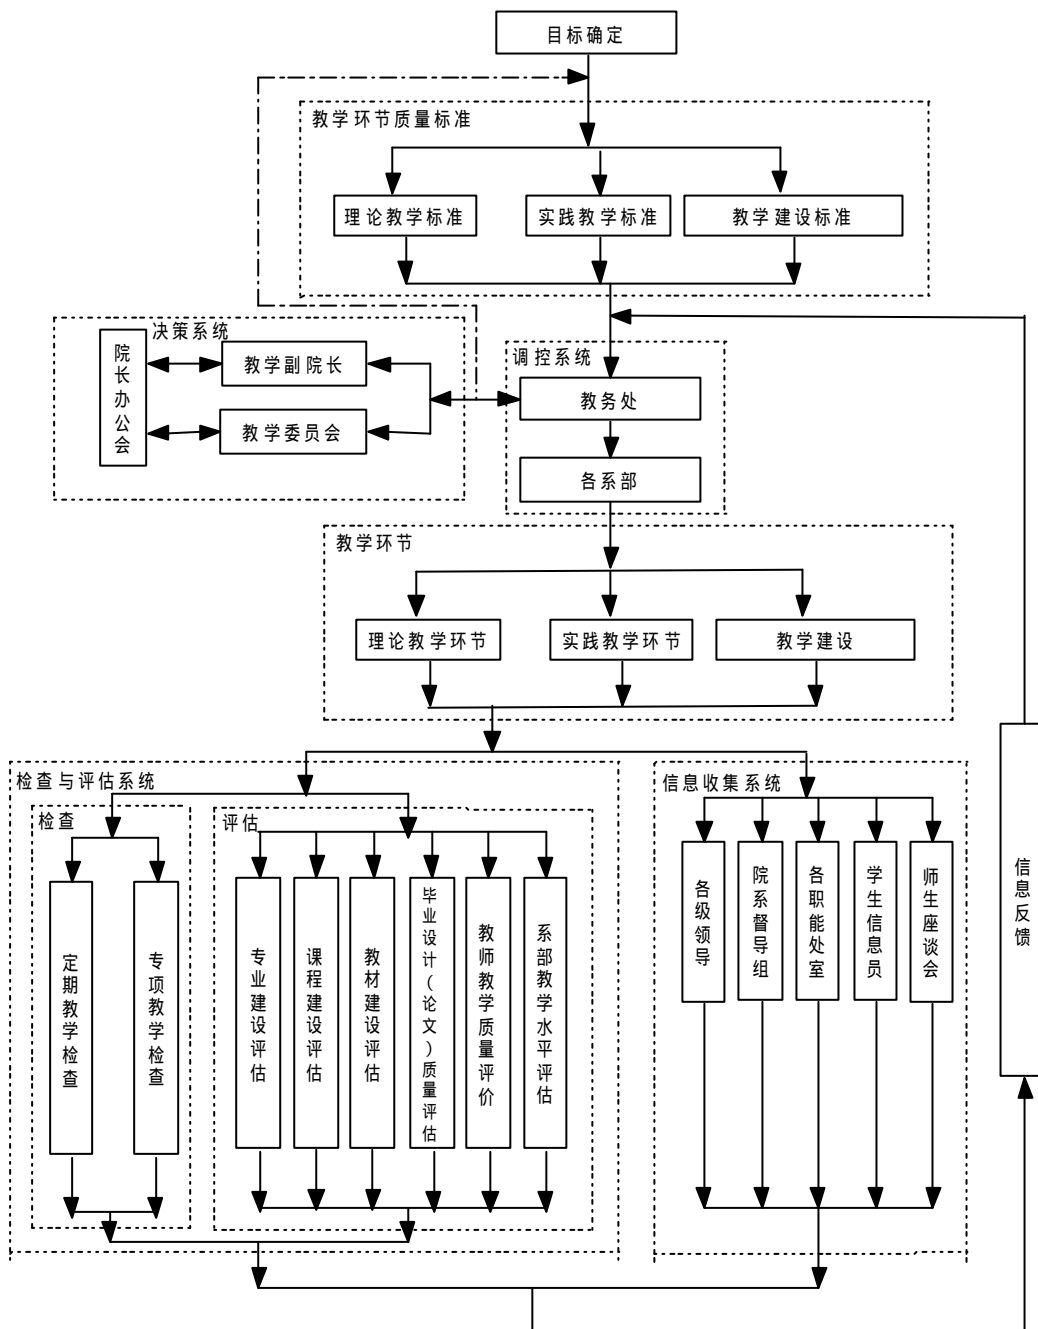 目标确定
教学环节质量标准
理论教学标准
实践教学标准
教学建设标准
决策系统
院长办公会
教学副院长
教学委员会
调控系统
教务处
各系部
教学环节
理论教学环节
实践教学环节
教学建设
检查与评估系统
检查
定期教学检查
专项教学检查
评估
专业建设评估
课程建设评估
教材建设评估
毕业设计(论文)质量评估
教师教学质量评价
系部教学水平评估
信息收集系统
各级领导
院系督导组
各职能处室
学生信息员
师生座谈会
信息反馈